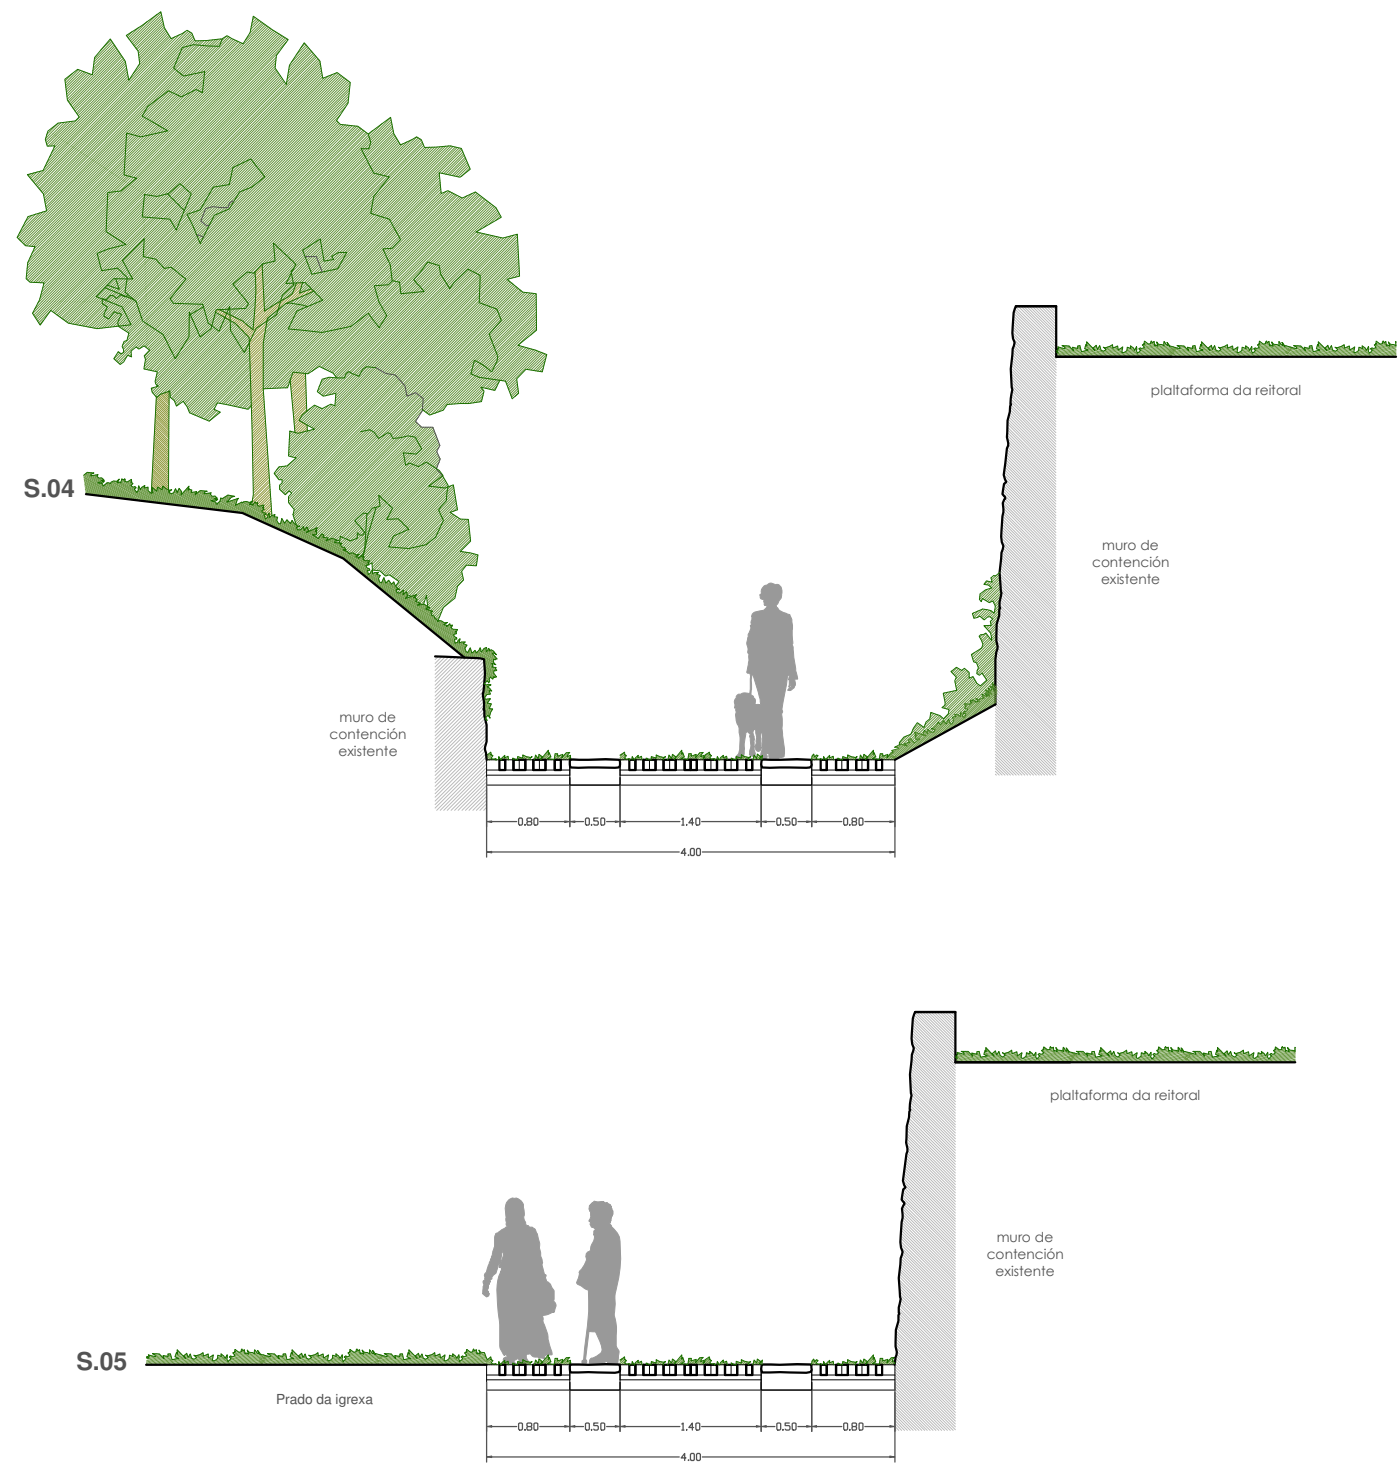 plaltaforma da reitoral
S.04
muro de
contención
existente
muro de
contención
existente
0.80 0.50 1.40 0.50 0.80
4.00
plaltaforma da reitoral
muro de
contención
existente
S.05
Prado da igrexa
0.80 0.50 1.40 0.50 0.80
4.00